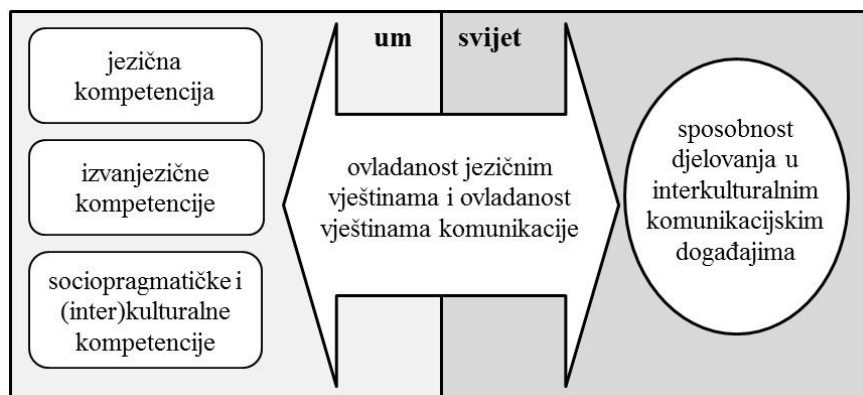 um
svijet
jezična
kompetencija
izvanjezične
kompetencije
sociopragmatičke i
(inter)kulturalne
kompetencije
ovladanost jezičnim
vještinama i ovladanost
vještinama komunikacije
sposobnost
djelovanja u
interkulturalnim
komunikacijskim
događajima